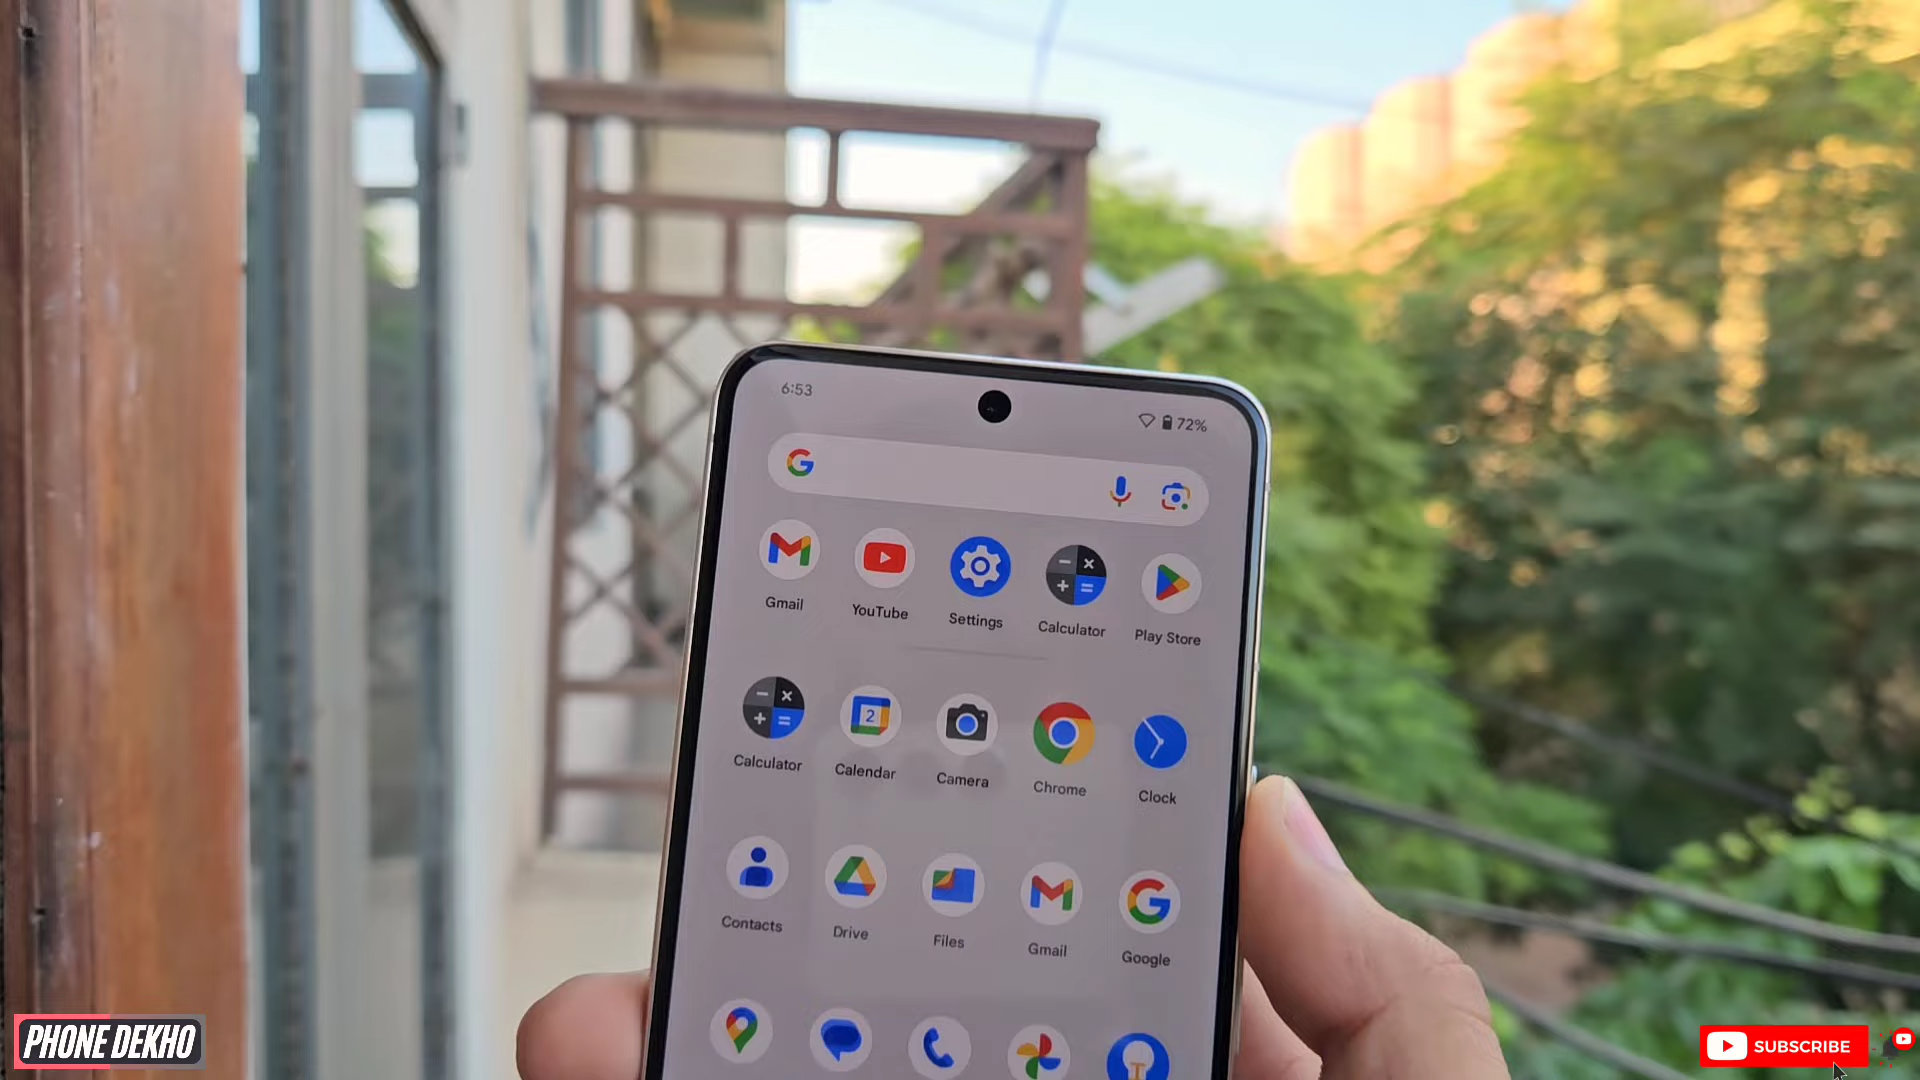 6:53
72%
Gmail YouTube Settings Calculator Play Store
Calculator Calendar Camera Chrome Clock
2
Contacts Drive Files Gmail Google
PHONE DEKHO
SUBSCRIBE